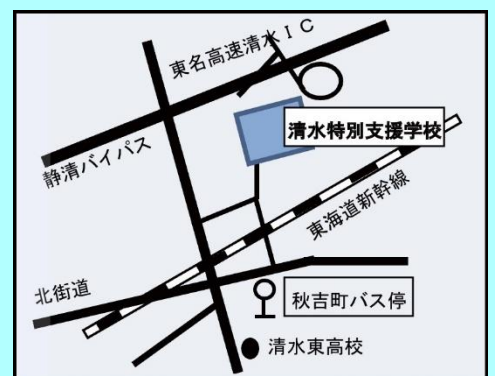 東名高速清水IC
清水特別支援学校
静清バイパス
東海道新幹線
北街道
秋吉町バス停
清水東高校